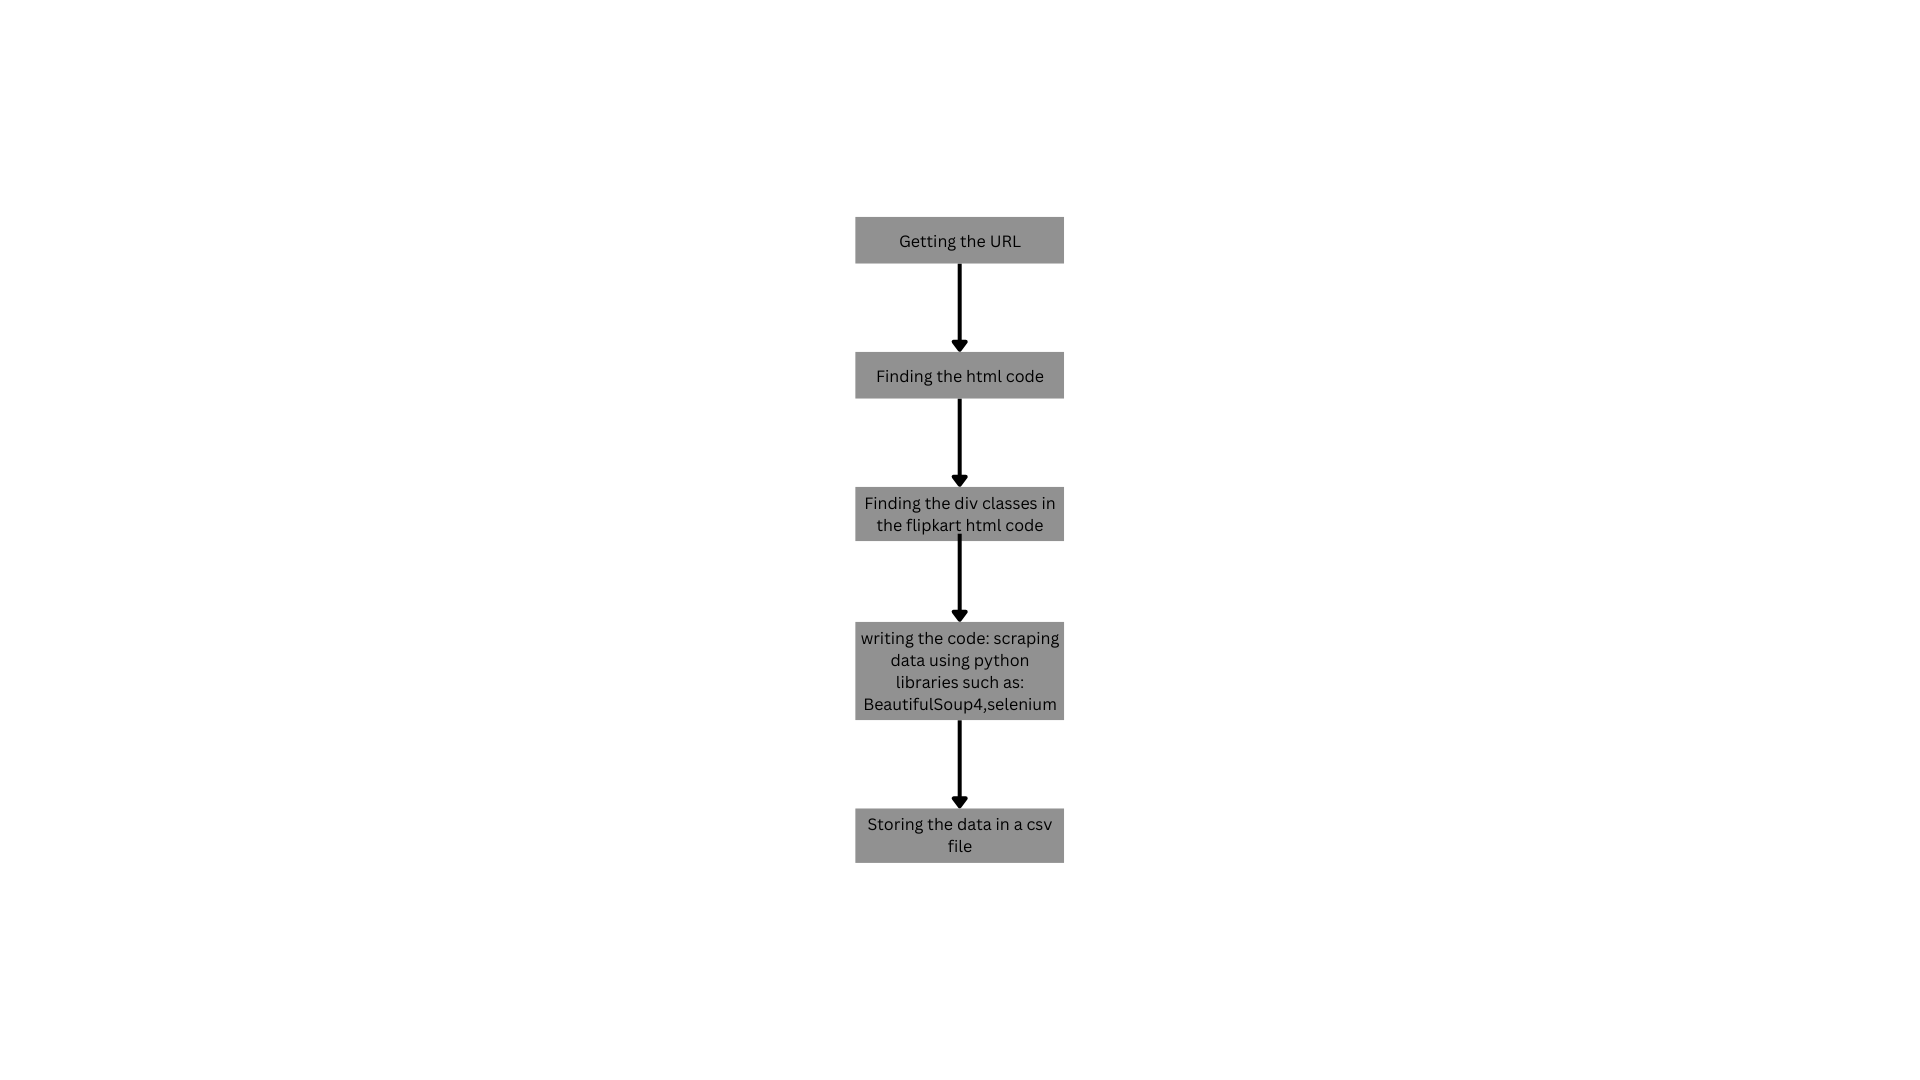 Getting the URL
Finding the html code
Finding the div classes in
the flipkart html code
writing the code: scraping
data using python
libraries such as:
BeautifulSoup4,selenium
Storing the data in a csv
file